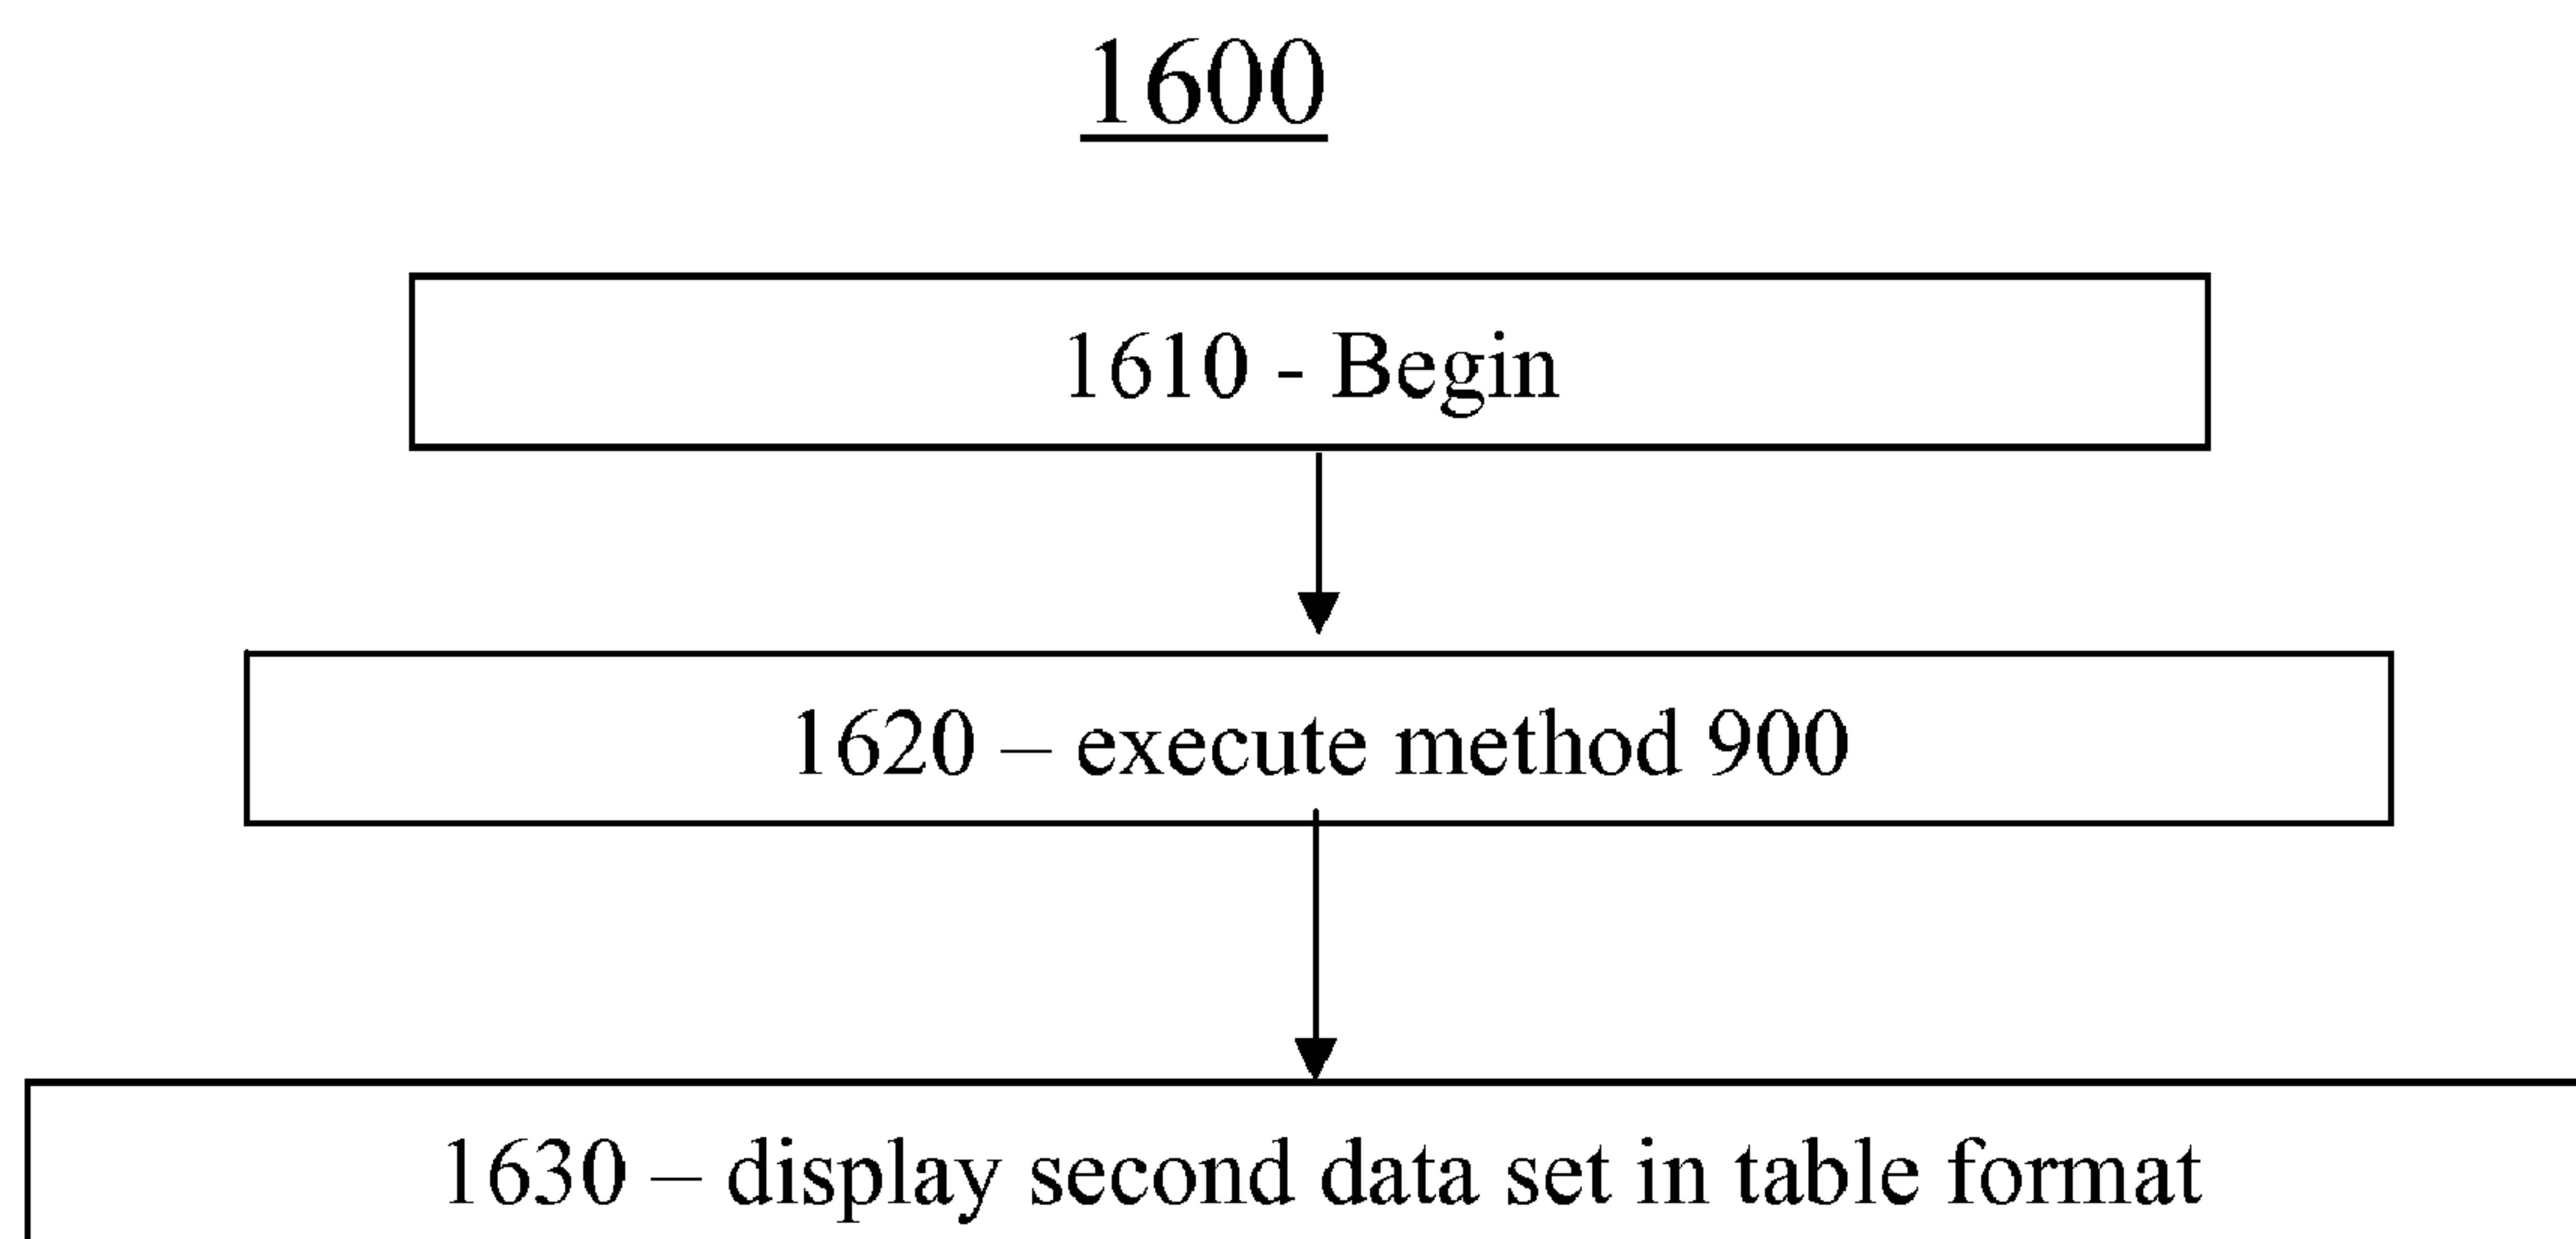 1600
1610 - Begin
1620 – execute method 900
1630 – display second data set in table format